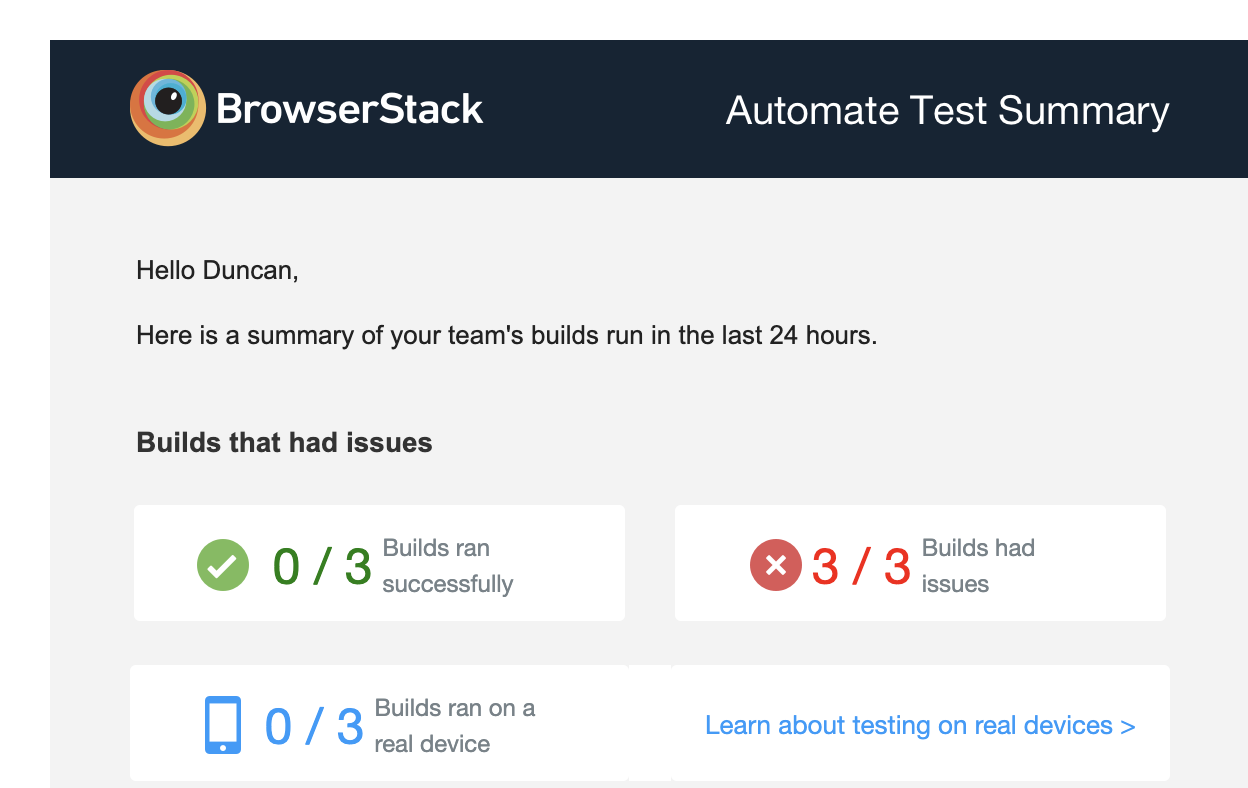 BrowserStack
Automate Test Summary
Hello Duncan,
Here is a summary of your team's builds run in the last 24 hours.
Builds that had issues
0 / 3 Builds ran
successfully
3 / 3 Builds had
issues
0 / 3 Builds ran on a
real device
Learn about testing on real devices >